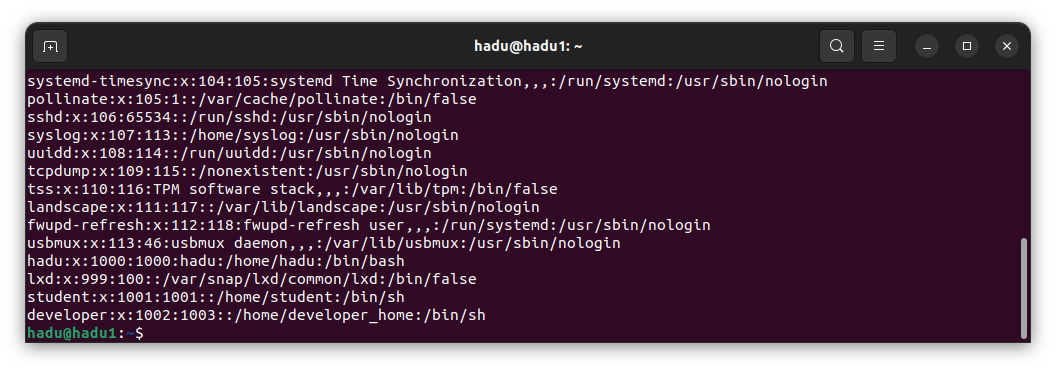 hadu@hadu1: ~
systemd-timesync:x:104:105:systemd Time Synchronization,,,:/run/systemd:/usr/sbin/nologin
pollinate:x:105:1::/var/cache/pollinate:/bin/false
sshd:x:106:65534::/run/sshd:/usr/sbin/nologin
syslog:x:107:113::/home/syslog:/usr/sbin/nologin
uuidd:x:108:114::/run/uuidd:/usr/sbin/nologin
tcpdump:x:109:115::/nonexistent:/usr/sbin/nologin
tss:x:110:116:TPM software stack,,,:/var/lib/tpm:/bin/false
landscape:x:111:117::/var/lib/landscape:/usr/sbin/nologin
fwupd-refresh:x:112:118:fwupd-refresh user,,,:/run/systemd:/usr/sbin/nologin
usbmux:x:113:46:usbmux daemon,,,:/var/lib/usbmux:/usr/sbin/nologin
hadu:x:1000:1000:hadu:/home/hadu:/bin/bash
lxd:x:999:100::/var/snap/lxd/common/lxd:/bin/false
student:x:1001:1001::/home/student:/bin/sh
developer:x:1002:1003::/home/developer_home:/bin/sh
hadu@hadu1:~$